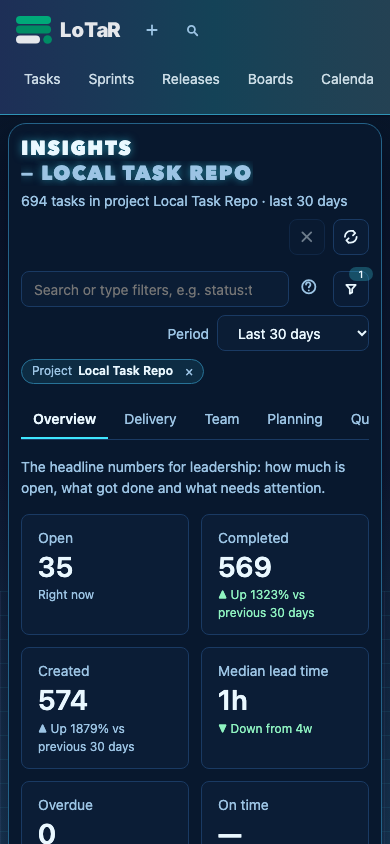 LoTaR
Tasks Sprints Releases Boards Calenda
INSIGHTS
– LOCAL TASK REPO
694 tasks in project Local Task Repo · last 30 days
1
Search or type filters, e.g. status:t
Period Last 30 days
Project Local Task Repo ×
Overview Delivery Team Planning Qu
The headline numbers for leadership: how much is
open, what got done and what needs attention.
Open
35
Right now
Completed
569
▲ Up 1323% vs
previous 30 days
Created
574
▲ Up 1879% vs
previous 30 days
Median lead time
1h
▼ Down from 4w
Overdue
0
On time
—